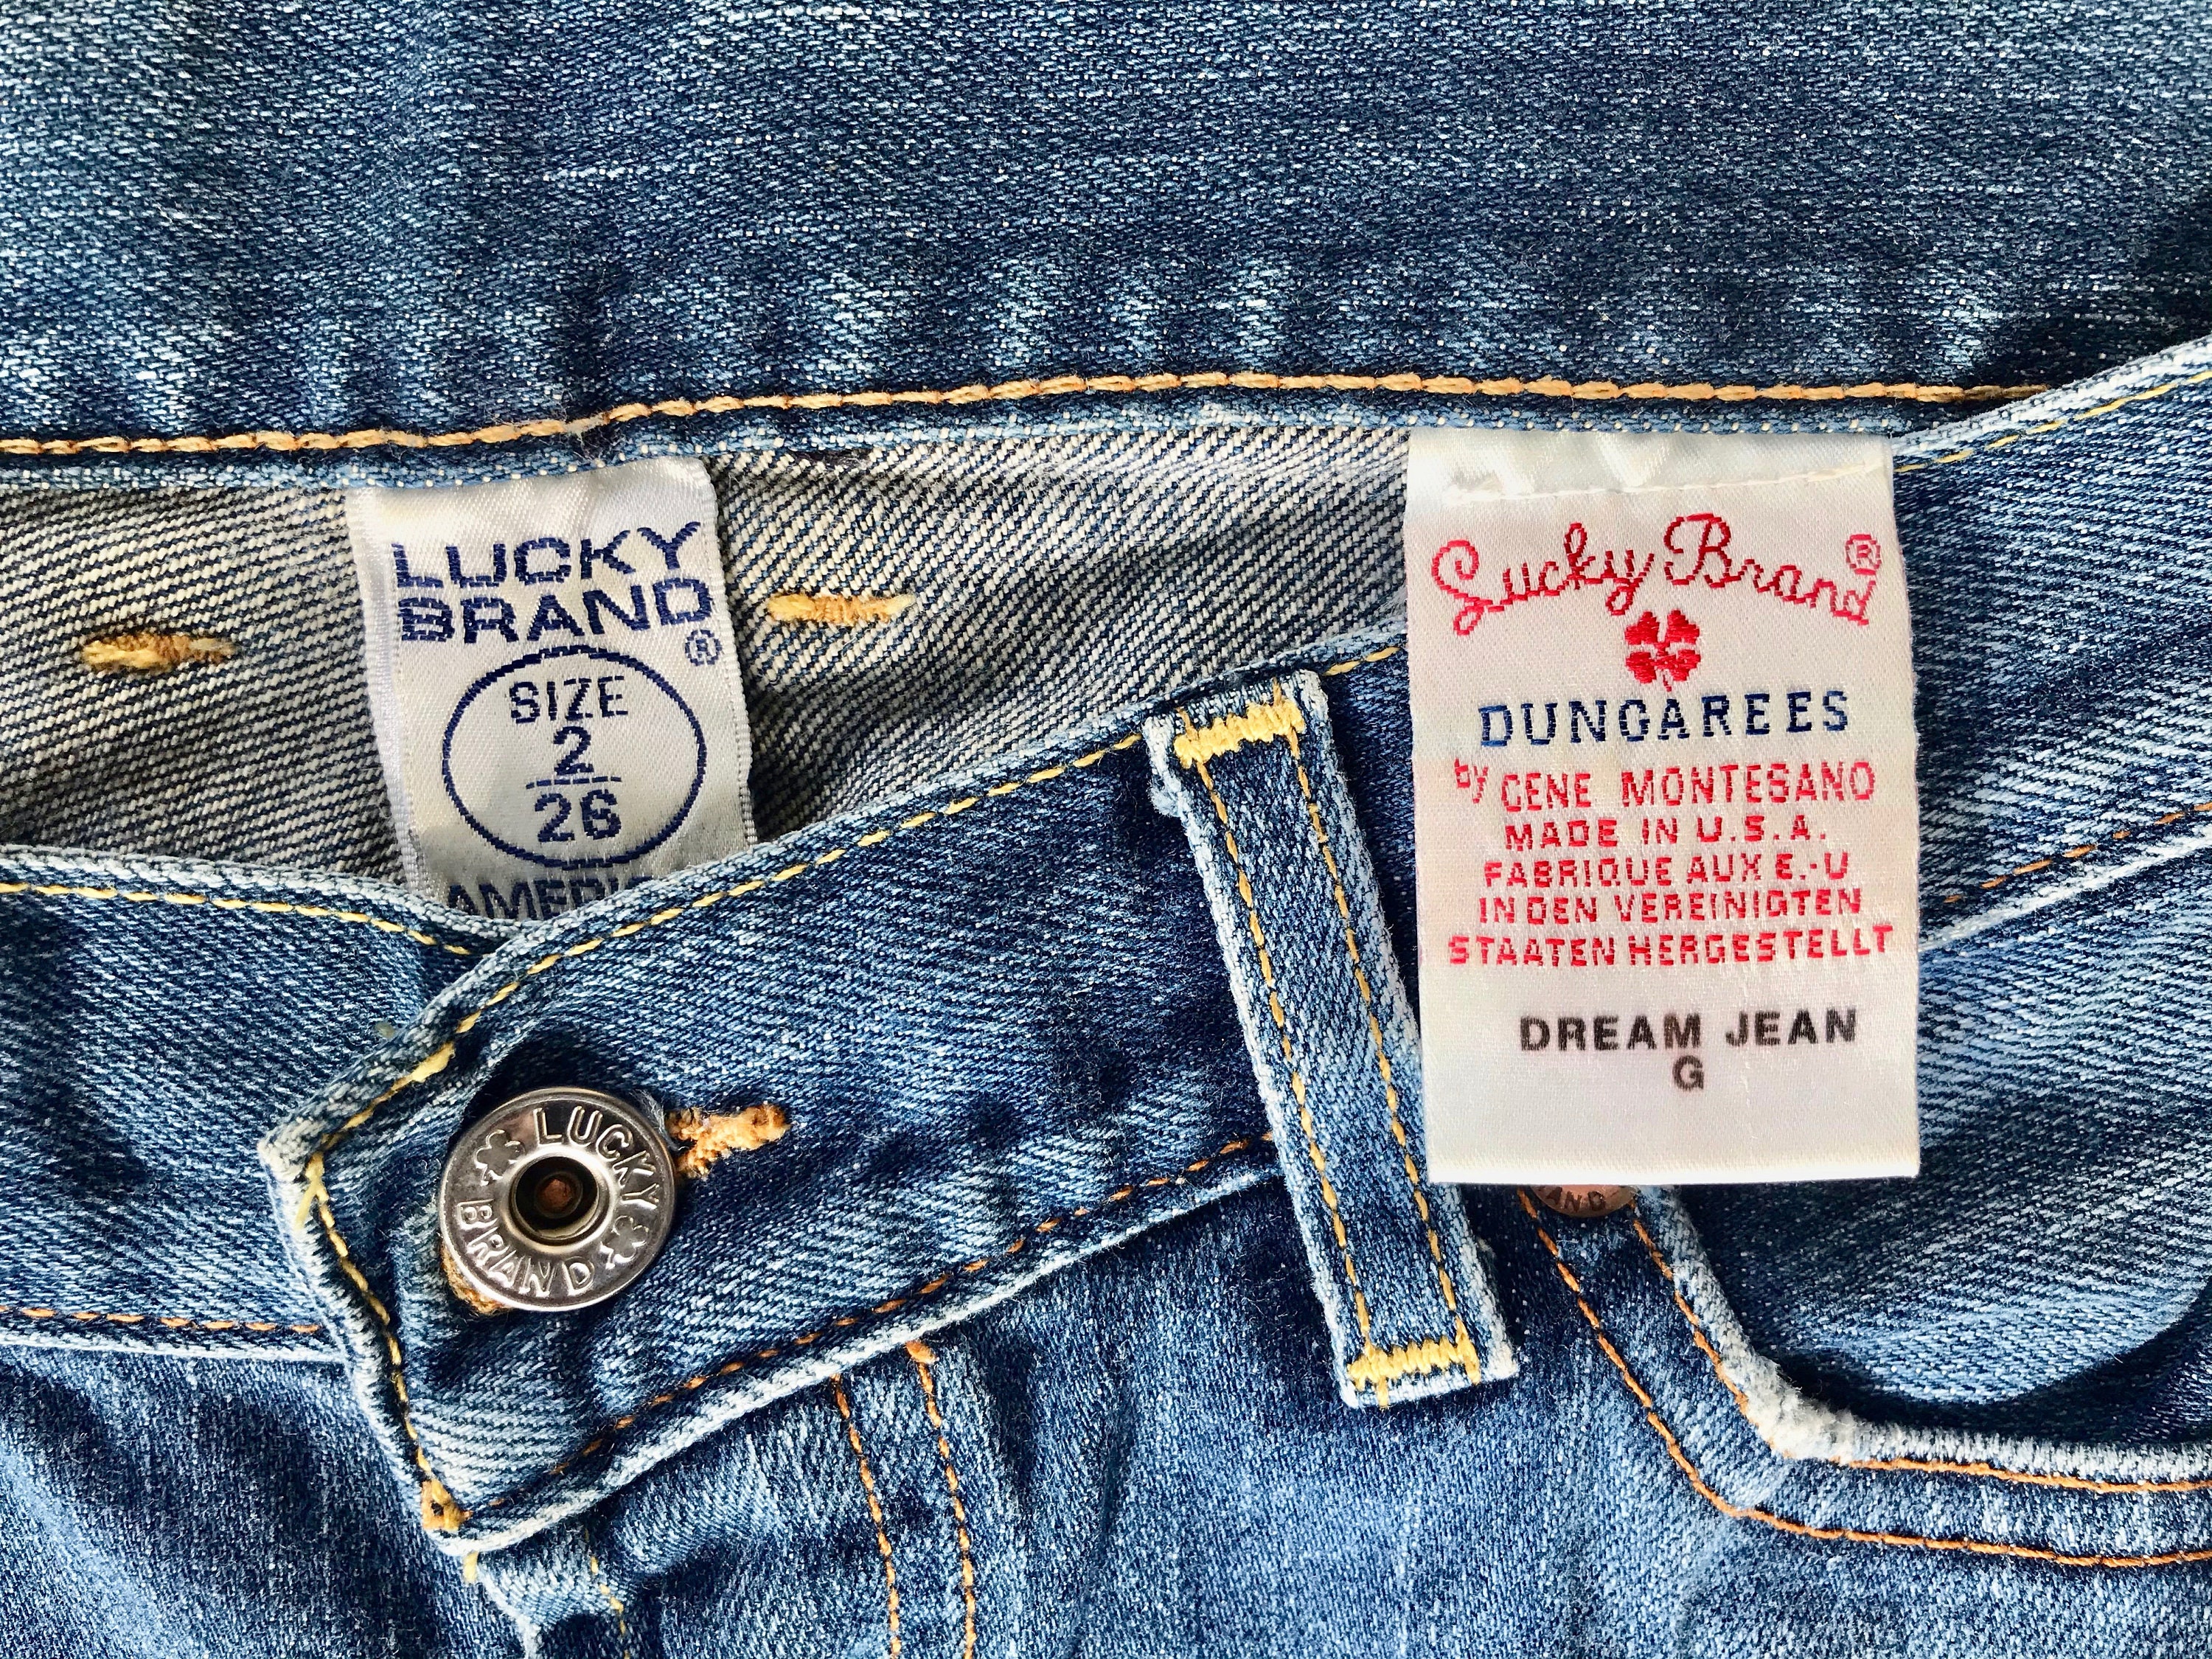 LUCKY
BRAND
®
SIZE
2
26
Lucky Brand®
DUNGAREES
by GENE MONTESANO
MADE IN U.S.A.
FABRIQUE AUX E.-U
IN DEN VEREINIGTEN
STAATEN HERGESTELLT
DREAM JEAN
G
LUCKY
BRAND